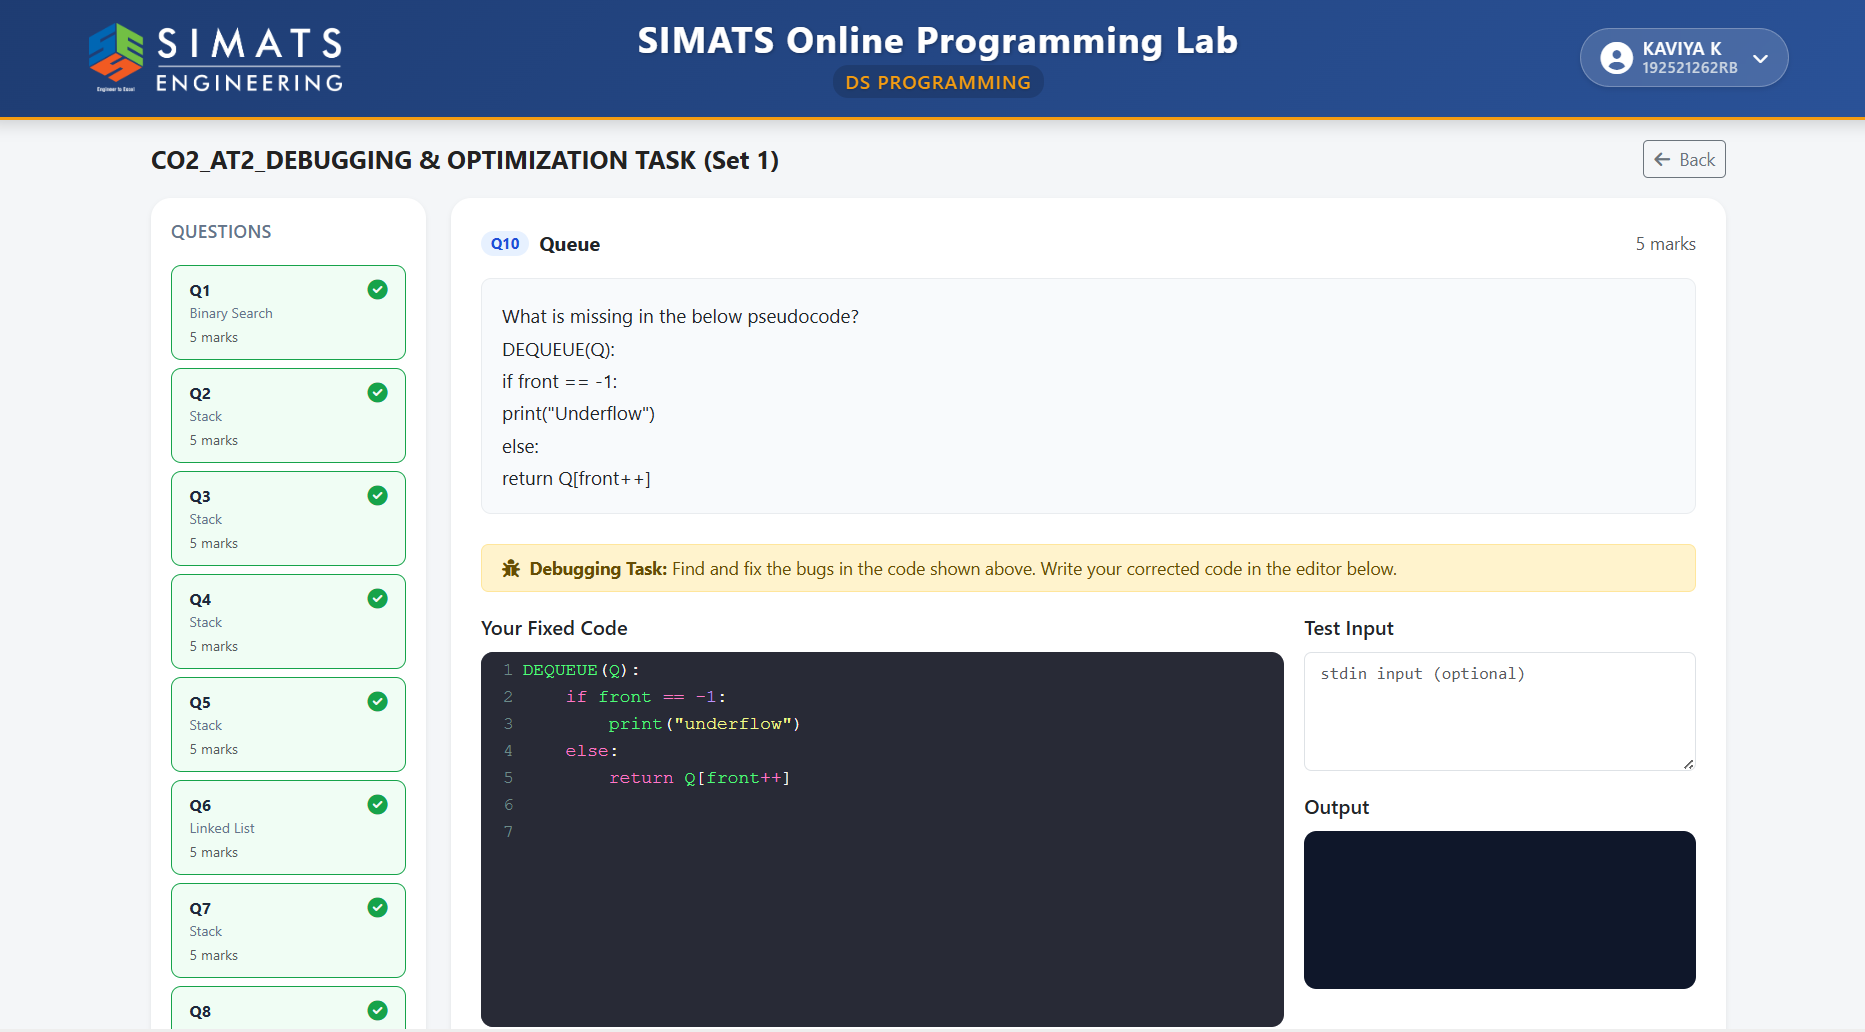 SIMATS
ENGINEERING
Engineer to Excel
SIMATS Online Programming Lab
DS PROGRAMMING
KAVIYA K
192521262RB
CO2_AT2_DEBUGGING & OPTIMIZATION TASK (Set 1)
Back
QUESTIONS
Q1
Binary Search
5 marks
Q2
Stack
5 marks
Q3
Stack
5 marks
Q4
Stack
5 marks
Q5
Stack
5 marks
Q6
Linked List
5 marks
Q7
Stack
5 marks
Q8
Q10 Queue
5 marks
What is missing in the below pseudocode?
DEQUEUE(Q):
if front == -1:
print("Underflow")
else:
return Q[front++]
Debugging Task: Find and fix the bugs in the code shown above. Write your corrected code in the editor below.
Your Fixed Code
1 DEQUEUE(Q):
2     if front == -1:
3         print("underflow")
4     else:
5         return Q[front++]
6
7
Test Input
stdin input (optional)
Output